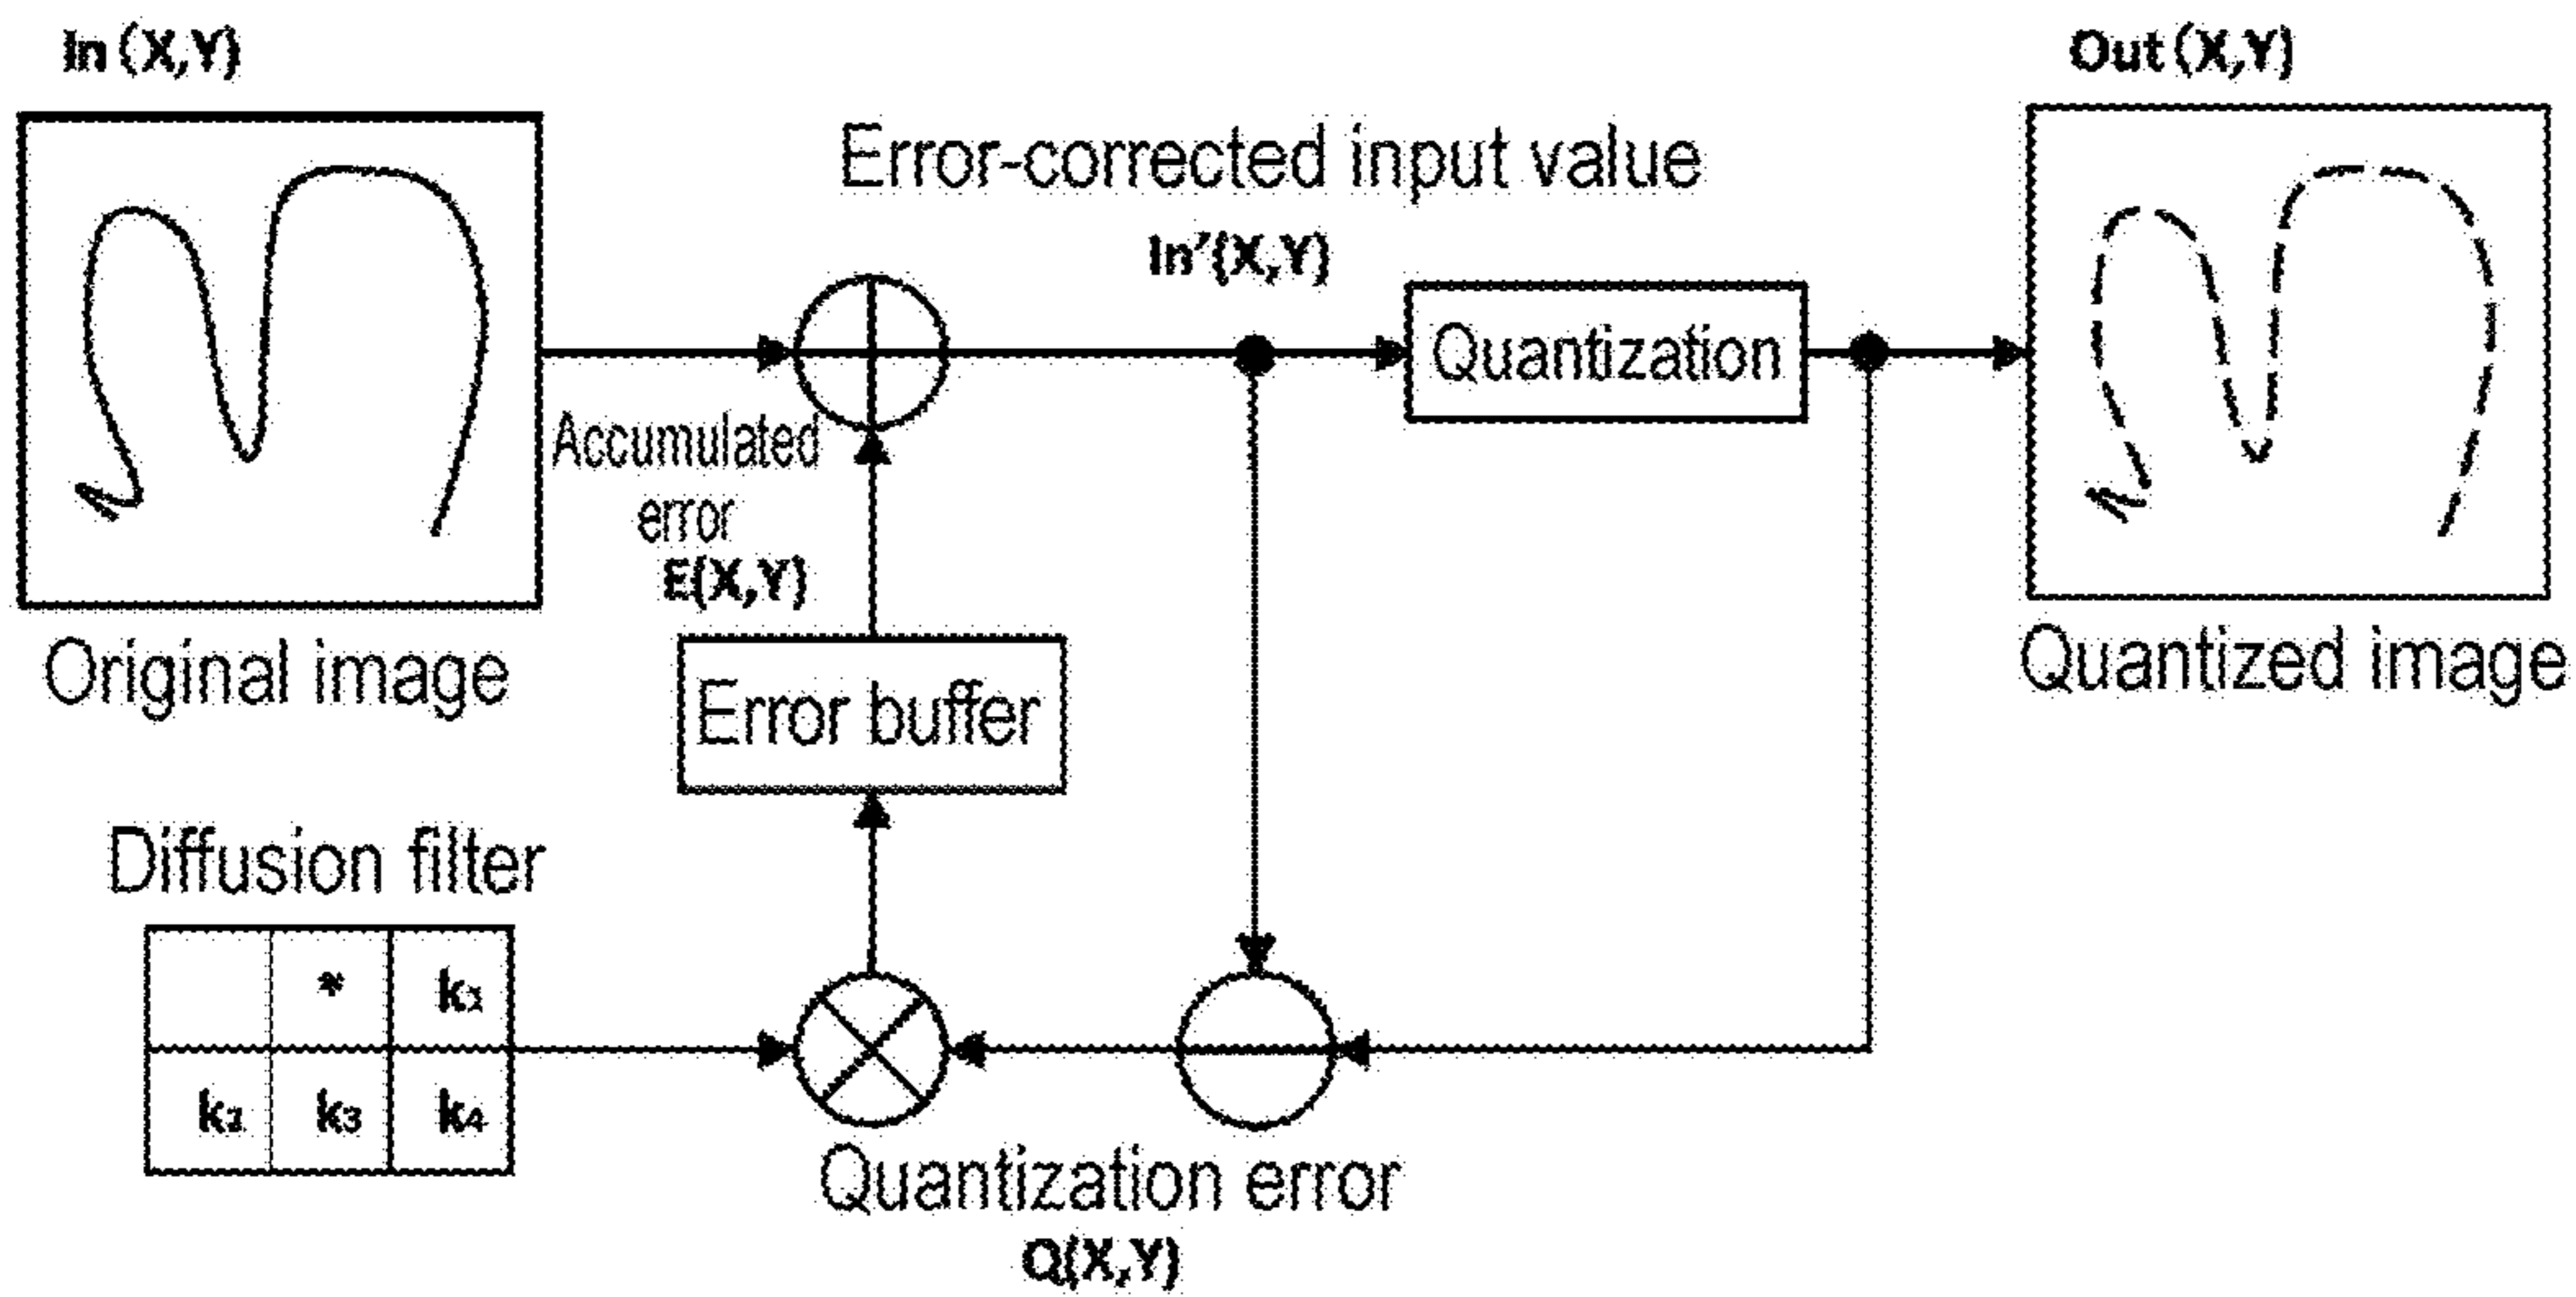 In (X,Y)
Out (X,Y)
Error-corrected input value
In′(X,Y)
Quantization
Accumulated
error
E(X,Y)
Original image
Quantized image
Error buffer
Diffusion filter
* k1
k2 k3 k4
Quantization error
Q(X,Y)